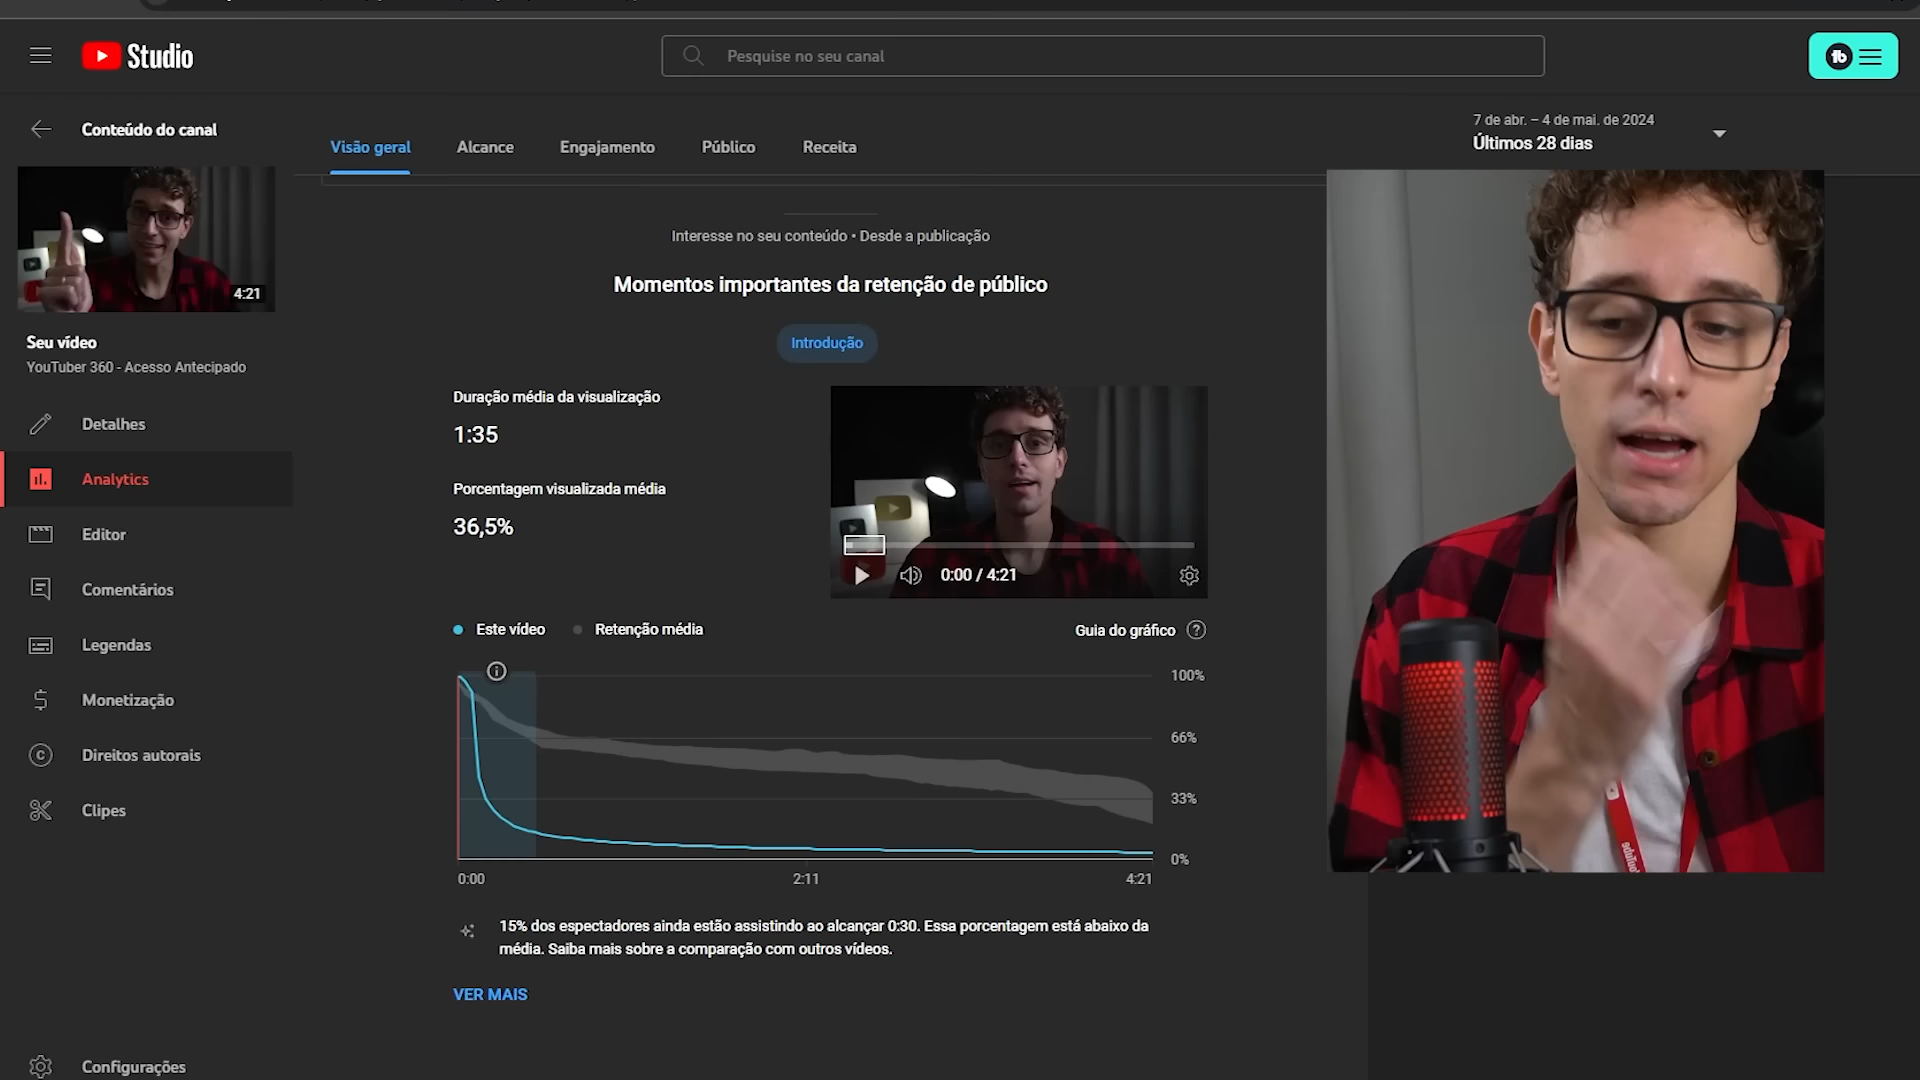 Studio
Pesquise no seu canal
Conteúdo do canal
4:21
Seu vídeo
YouTuber 360 - Acesso Antecipado
Detalhes
Analytics
Editor
Comentários
Legendas
Monetização
Direitos autorais
Clipes
Configurações
Visão geral
Alcance
Engajamento
Público
Receita
7 de abr. – 4 de mai. de 2024
Últimos 28 dias
Interesse no seu conteúdo • Desde a publicação
Momentos importantes da retenção de público
Introdução
Duração média da visualização
1:35
Porcentagem visualizada média
36,5%
0:00 / 4:21
Este vídeo
Retenção média
Guia do gráfico
100%
66%
33%
0%
0:00
2:11
4:21
15% dos espectadores ainda estão assistindo ao alcançar 0:30. Essa porcentagem está abaixo da
média. Saiba mais sobre a comparação com outros vídeos.
VER MAIS
YouTube